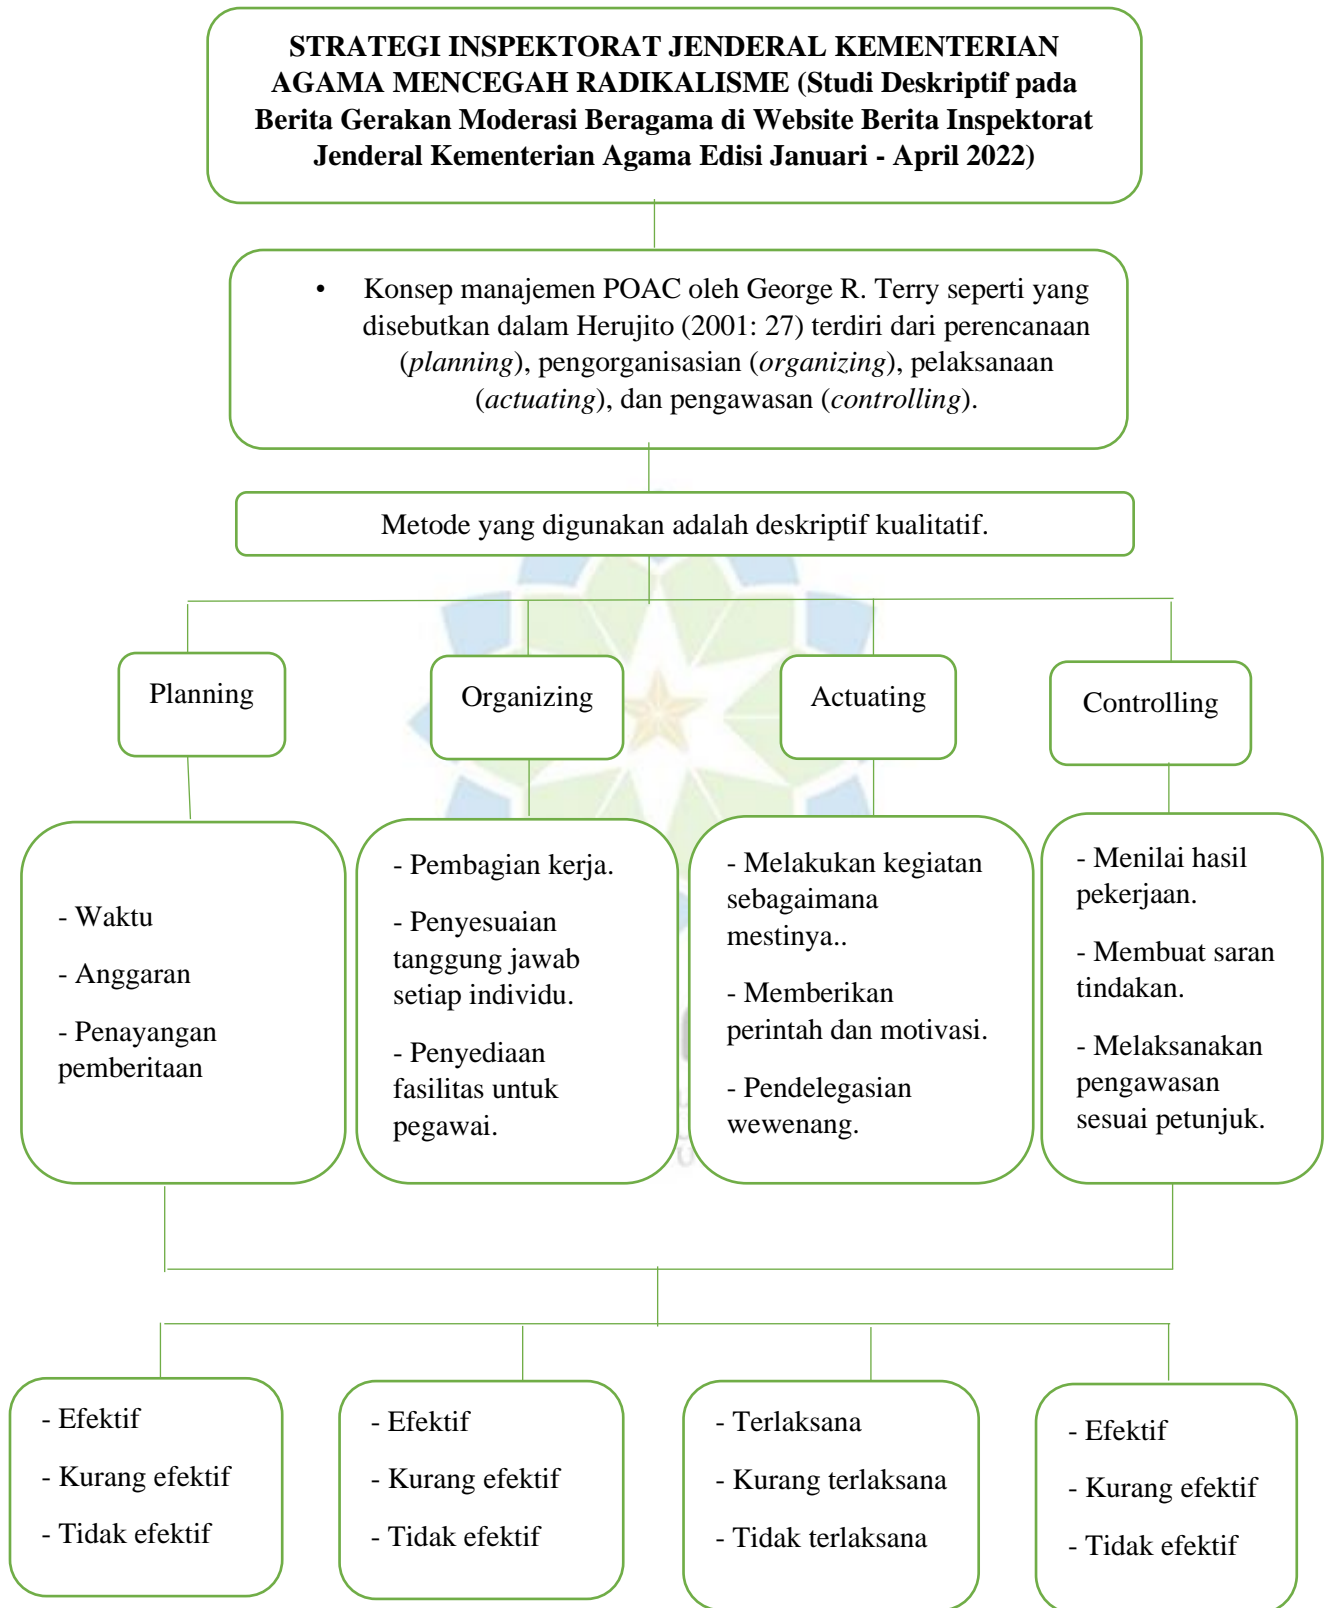 STRATEGI INSPEKTORAT JENDERAL KEMENTERIAN
AGAMA MENCEGAH RADIKALISME (Studi Deskriptif pada
Berita Gerakan Moderasi Beragama di Website Berita Inspektorat
Jenderal Kementerian Agama Edisi Januari - April 2022)
• Konsep manajemen POAC oleh George R. Terry seperti yang
disebutkan dalam Herujito (2001: 27) terdiri dari perencanaan
(planning), pengorganisasian (organizing), pelaksanaan
(actuating), dan pengawasan (controlling).
Metode yang digunakan adalah deskriptif kualitatif.
Planning
Organizing
Actuating
Controlling
- Waktu
- Anggaran
- Penayangan
pemberitaan
- Pembagian kerja.
- Penyesuaian
tanggung jawab
setiap individu.
- Penyediaan
fasilitas untuk
pegawai.
- Melakukan kegiatan
sebagaimana
mestinya..
- Memberikan
perintah dan motivasi.
- Pendelegasian
wewenang.
- Menilai hasil
pekerjaan.
- Membuat saran
tindakan.
- Melaksanakan
pengawasan
sesuai petunjuk.
- Efektif
- Kurang efektif
- Tidak efektif
- Efektif
- Kurang efektif
- Tidak efektif
- Terlaksana
- Kurang terlaksana
- Tidak terlaksana
- Efektif
- Kurang efektif
- Tidak efektif